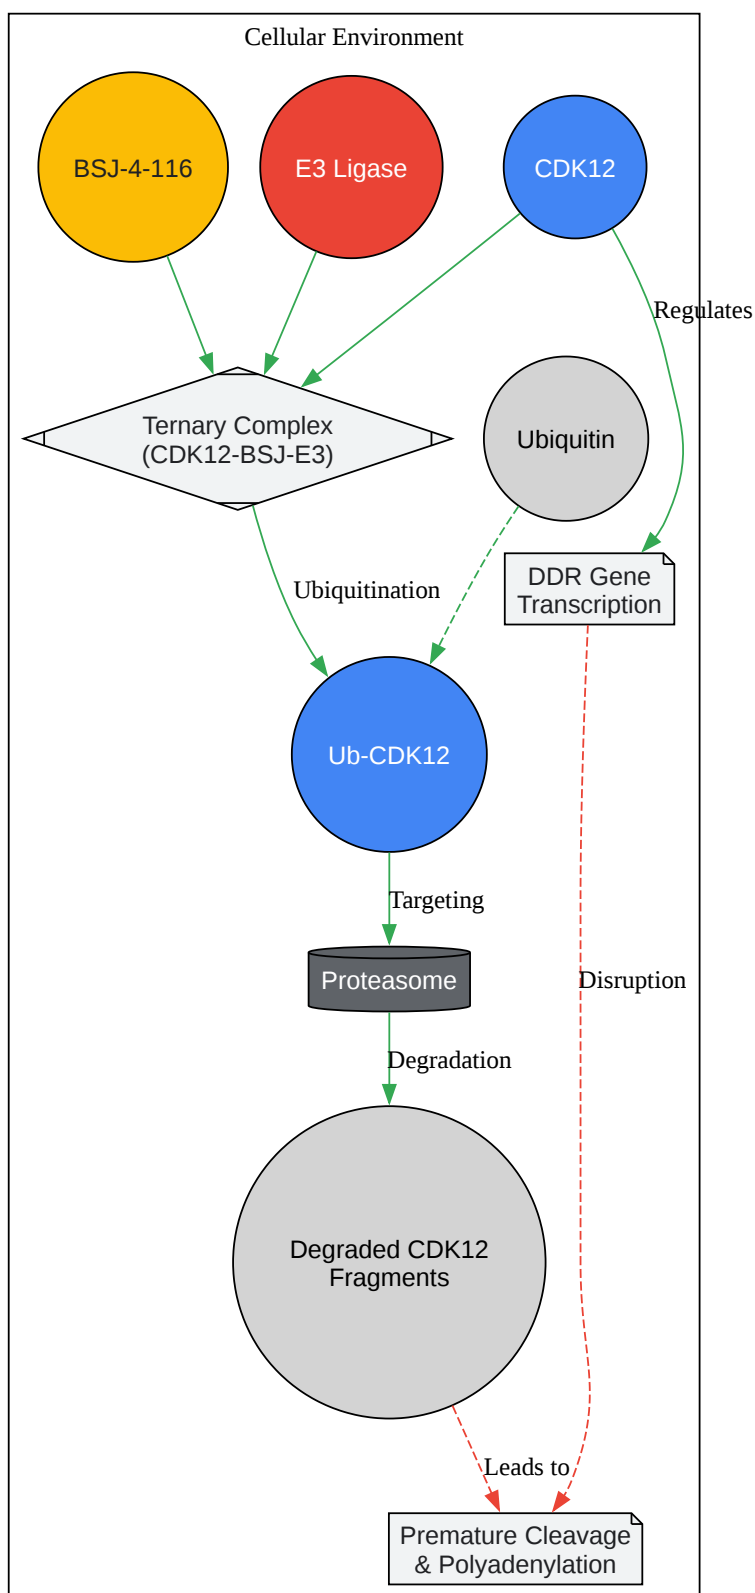 Cellular Environment
BSJ-4-116
E3 Ligase
CDK12
Regulates
Ternary Complex
(CDK12-BSJ-E3)
Ubiquitin
Ubiquitination
DDR Gene
Transcription
Ub-CDK12
Targeting
Proteasome
Disruption
Degradation
Degraded CDK12
Fragments
Leads to
Premature Cleavage
& Polyadenylation